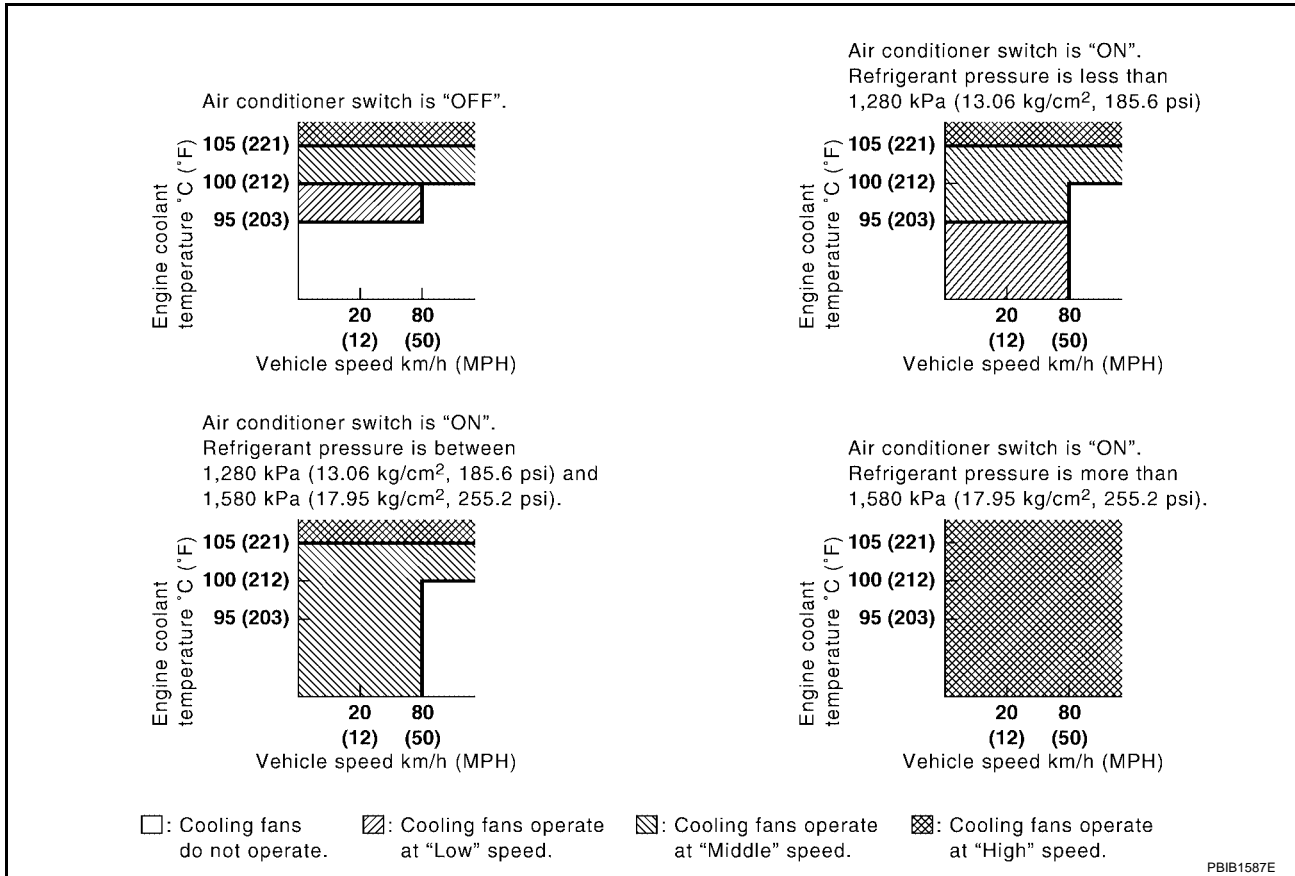 Air conditioner switch is “OFF”.
Engine coolant
temperature °C (°F)
105 (221)
100 (212)
95 (203)
20 80
(12) (50)
Vehicle speed km/h (MPH)
Air conditioner switch is “ON”.
Refrigerant pressure is less than
1,280 kPa (13.06 kg/cm², 185.6 psi)
Engine coolant
temperature °C (°F)
105 (221)
100 (212)
95 (203)
20 80
(12) (50)
Vehicle speed km/h (MPH)
Air conditioner switch is “ON”.
Refrigerant pressure is between
1,280 kPa (13.06 kg/cm², 185.6 psi) and
1,580 kPa (17.95 kg/cm², 255.2 psi).
Engine coolant
temperature °C (°F)
105 (221)
100 (212)
95 (203)
20 80
(12) (50)
Vehicle speed km/h (MPH)
Air conditioner switch is “ON”.
Refrigerant pressure is more than
1,580 kPa (17.95 kg/cm², 255.2 psi).
Engine coolant
temperature °C (°F)
105 (221)
100 (212)
95 (203)
20 80
(12) (50)
Vehicle speed km/h (MPH)
: Cooling fans
do not operate.
: Cooling fans operate
at “Low” speed.
: Cooling fans operate
at “Middle” speed.
: Cooling fans operate
at “High” speed.
PBIB1587E